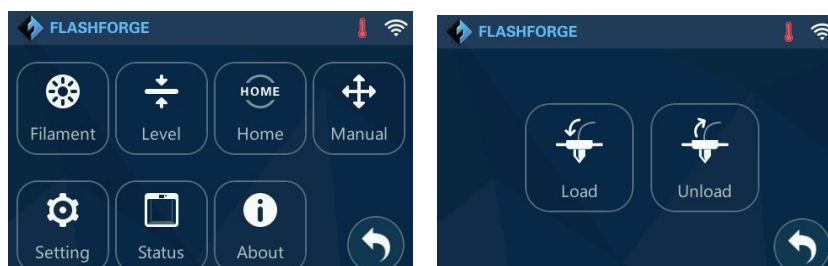 FLASHFORGE
HOME
Filament Level Home Manual
Setting Status About
FLASHFORGE
Load Unload